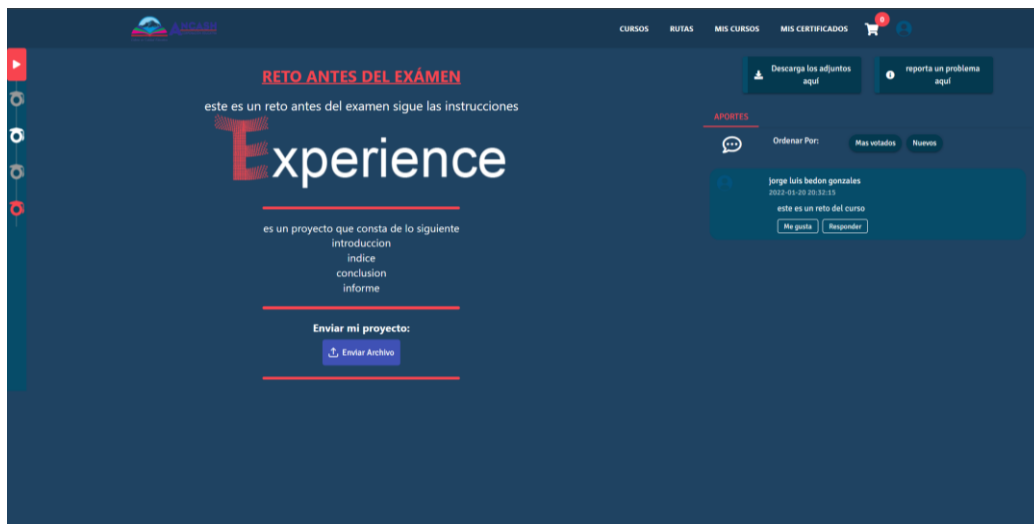 CURSOS RUTAS MIS CURSOS MIS CERTIFICADOS 0
RETO ANTES DEL EXÁMEN
este es un reto antes del examen sigue las instrucciones
Experience
es un proyecto que consta de lo siguiente
introduccion
indice
conclusion
informe
Enviar mi proyecto:
Enviar Archivo
Descarga los adjuntos
aquí
reporta un problema
aquí
APORTES
Ordenar Por: Mas votados Nuevos
jorge luis bedon gonzales
2022-01-20 20:32:15
este es un reto del curso
Me gusta Responder